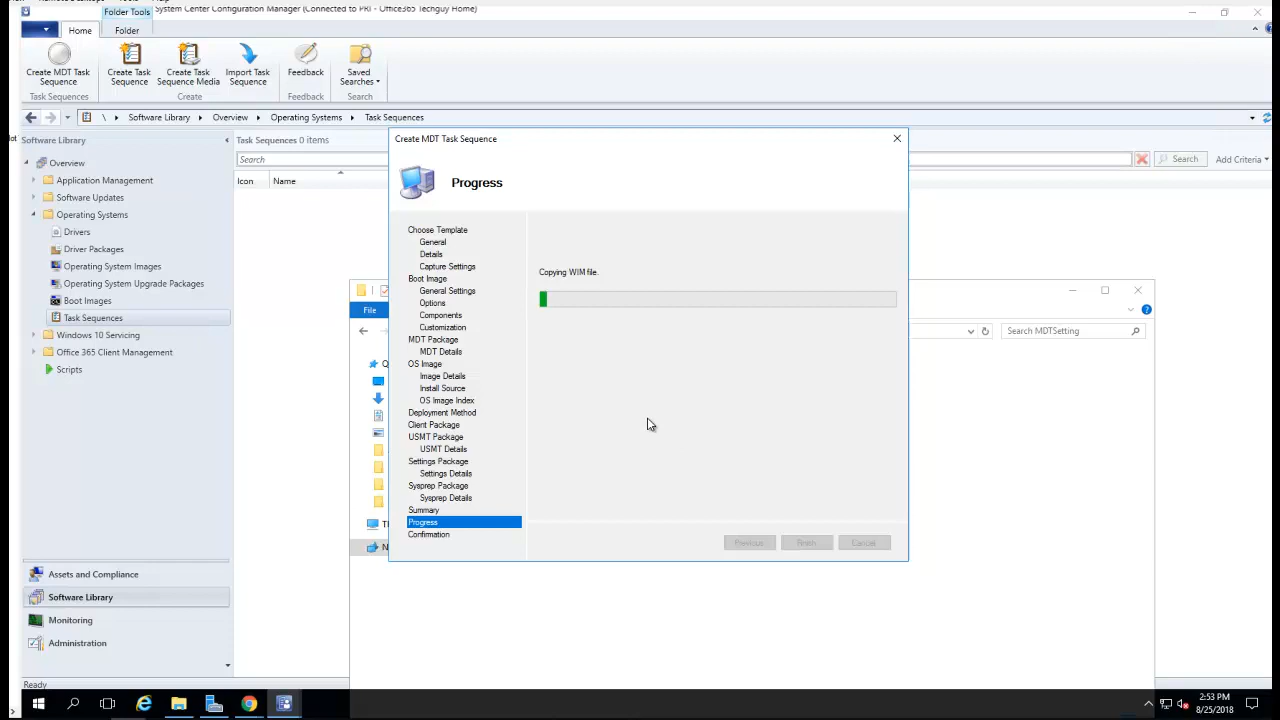 Folder Tools
System Center Configuration Manager (Connected to PRI - Office365 Techguy Home)
Home
Folder
Create MDT Task
Sequence
Create Task
Sequence
Create Task
Sequence Media
Import Task
Sequence
Feedback
Saved
Searches
Task Sequences
Create
Feedback
Search
\
Software Library
Overview
Operating Systems
Task Sequences
Software Library
Overview
Application Management
Software Updates
Operating Systems
Drivers
Driver Packages
Operating System Images
Operating System Upgrade Packages
Boot Images
Task Sequences
Windows 10 Servicing
Office 365 Client Management
Scripts
Assets and Compliance
Software Library
Monitoring
Administration
Ready
Task Sequences 0 items
Search
Search
Add Criteria
Icon
Name
Create MDT Task Sequence
Progress
Choose Template
General
Details
Capture Settings
Boot Image
General Settings
Options
Components
Customization
MDT Package
MDT Details
OS Image
Image Details
Install Source
OS Image Index
Deployment Method
Client Package
USMT Package
USMT Details
Settings Package
Settings Details
Sysprep Package
Sysprep Details
Summary
Progress
Confirmation
Copying WIM file.
Previous
Finish
Cancel
File
Search MDTSetting
2:53 PM
8/25/2018